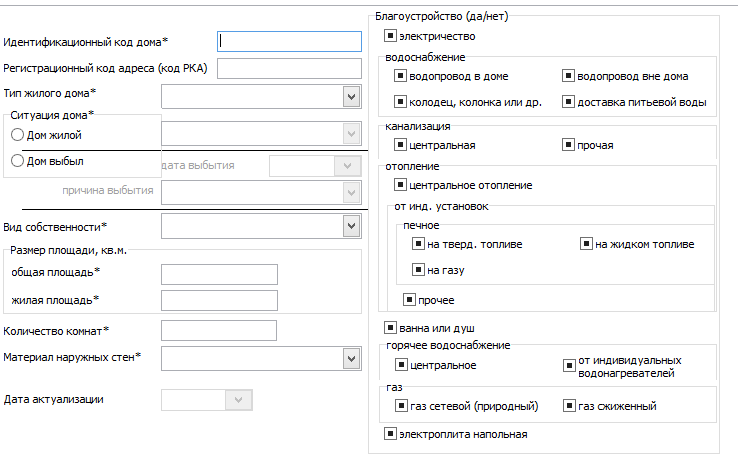 Идентификационный код дома*
Регистрационный код адреса (код РКА)
Тип жилого дома*
Ситуация дома*
Дом жилой
Дом выбыл
дата выбытия
причина выбытия
Вид собственности*
Размер площади, кв.м.
общая площадь*
жилая площадь*
Количество комнат*
Материал наружных стен*
Дата актуализации
Благоустройство (да/нет)
электричество
водоснабжение
водопровод в доме
водопровод вне дома
колодец, колонка или др.
доставка питьевой воды
канализация
центральная
прочая
отопление
центральное отопление
от инд. установок
печное
на тверд. топливе
на жидком топливе
на газу
прочее
ванна или душ
горячее водоснабжение
центральное
от индивидуальных
водонагревателей
газ
газ сетевой (природный)
газ сжиженный
электроплита напольная